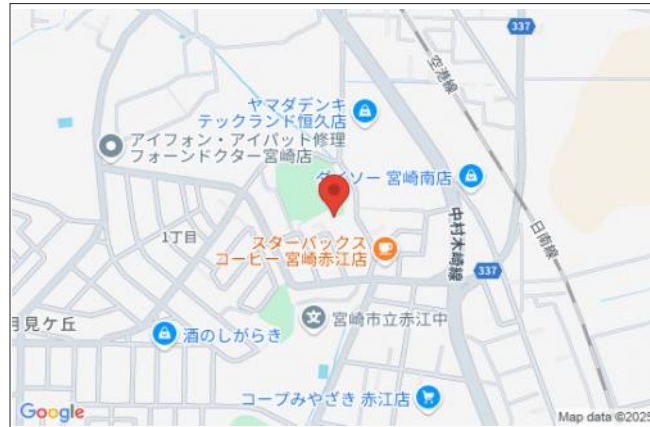 337
空港線
ヤマダデンキ
テックランド恒久店
アイフォン・アイパット修理
フォーンドクター宮崎店
ダイソー 宮崎南店
1丁目
中村木崎線
日南線
スターバックス
コーヒー 宮崎赤江店
337
月見ケ丘
宮崎市立赤江中
酒のしがらき
コープみやざき 赤江店
Google
Map data ©2025